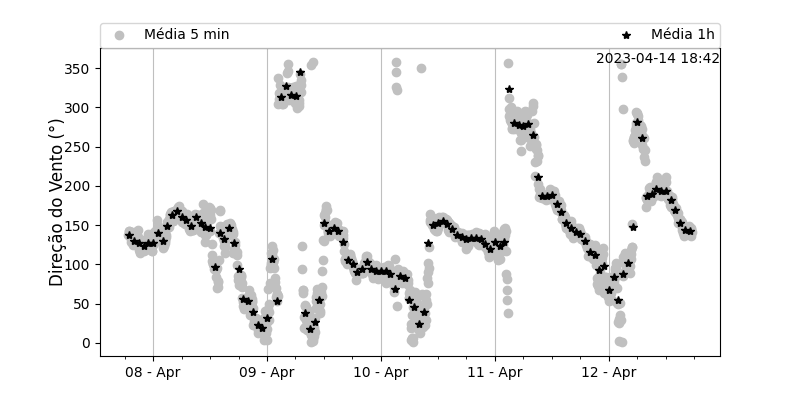 Média 5 min
Média 1h
2023-04-14 18:42
Direção do Vento (°)
350
300
250
200
150
100
50
0
08 - Apr
09 - Apr
10 - Apr
11 - Apr
12 - Apr